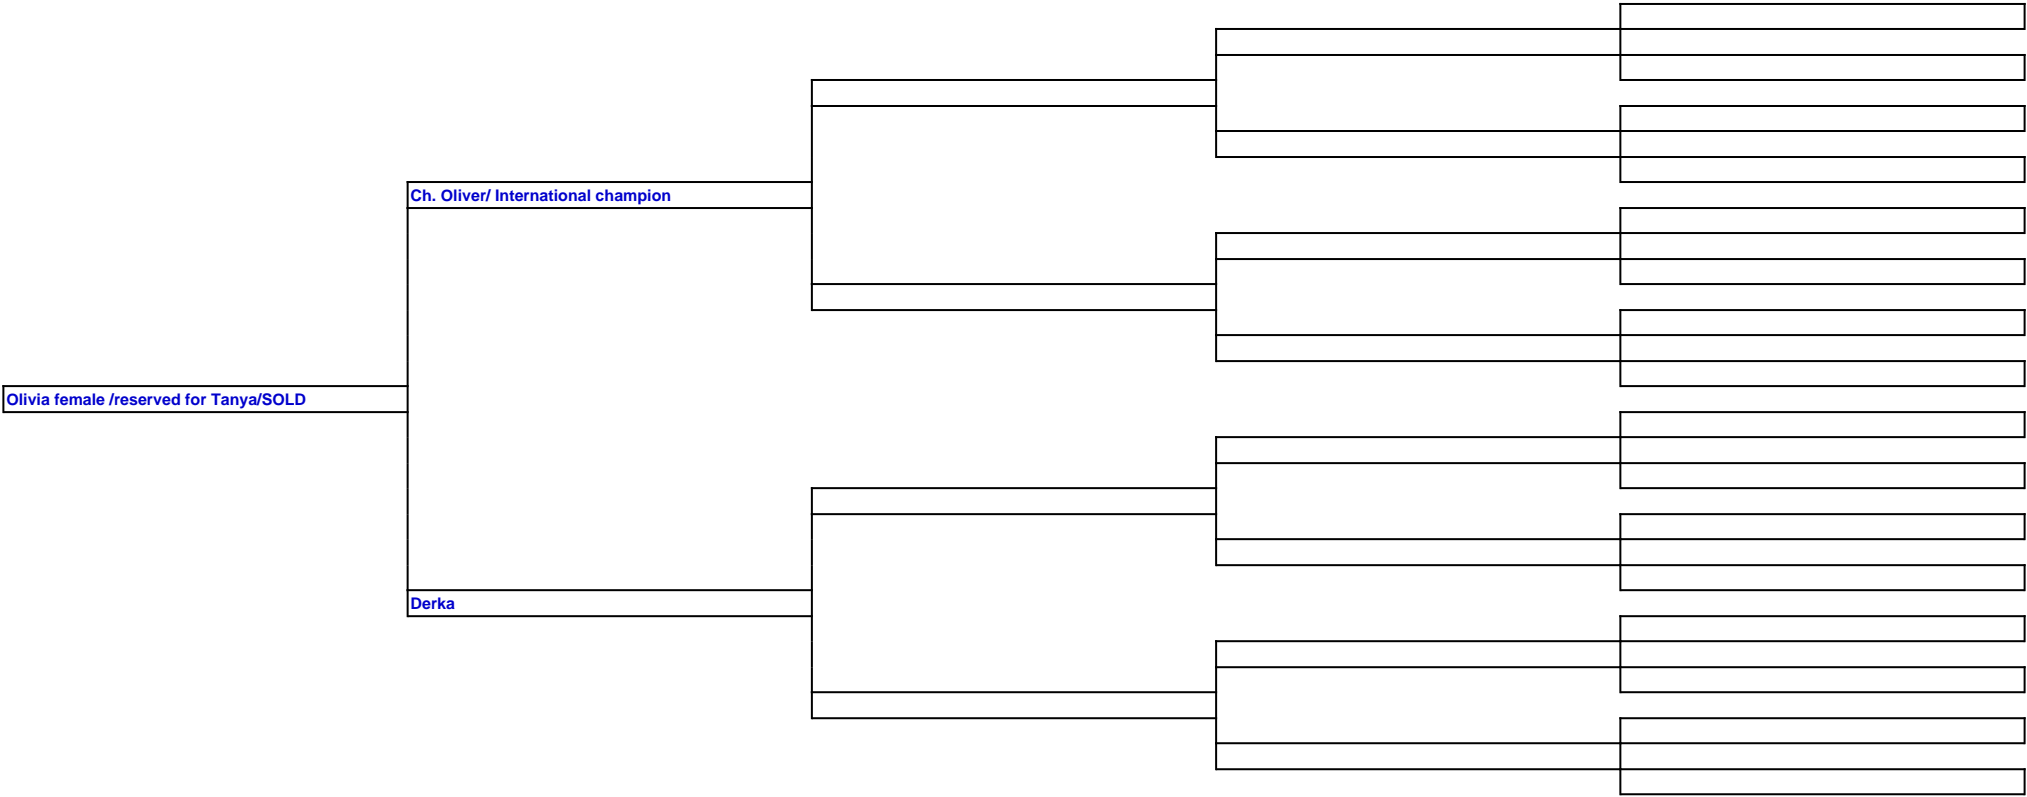 Ch. Oliver/ International champion
Olivia female /reserved for Tanya/SOLD
Derka